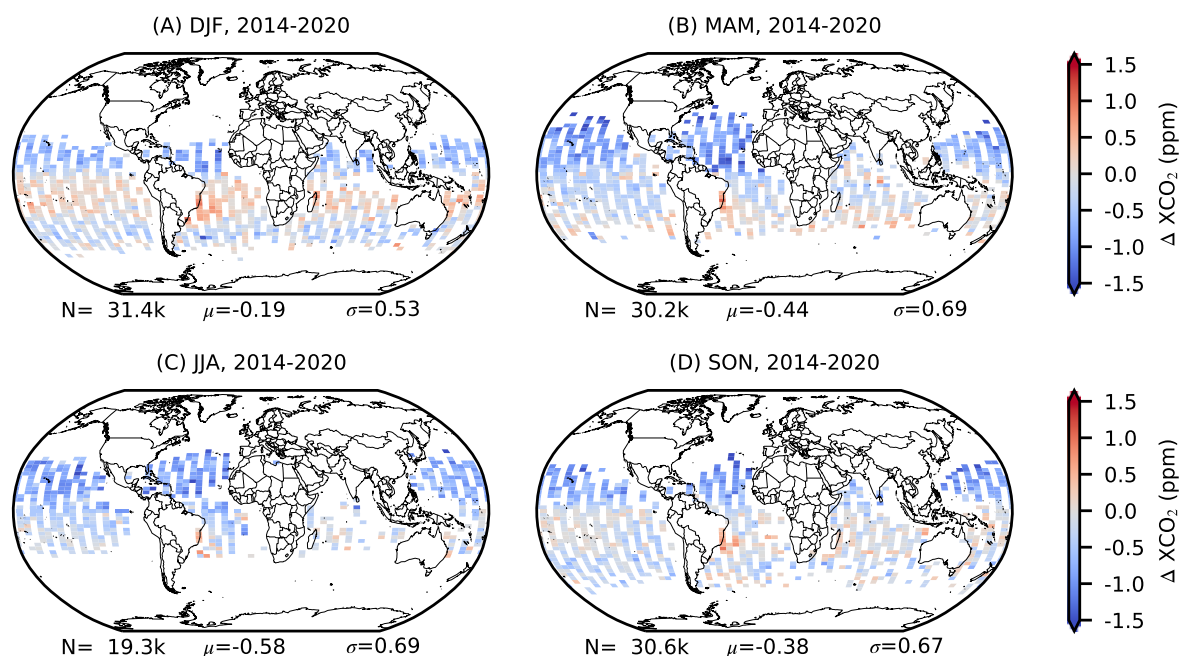 (A) DJF, 2014-2020
(B) MAM, 2014-2020
1.5
1.0
0.5
0.0
-0.5
-1.0
-1.5
Δ XCO₂ (ppm)
N= 31.4k μ=-0.19 σ=0.53
N= 30.2k μ=-0.44 σ=0.69
(C) JJA, 2014-2020
(D) SON, 2014-2020
1.5
1.0
0.5
0.0
-0.5
-1.0
-1.5
Δ XCO₂ (ppm)
N= 19.3k μ=-0.58 σ=0.69
N= 30.6k μ=-0.38 σ=0.67